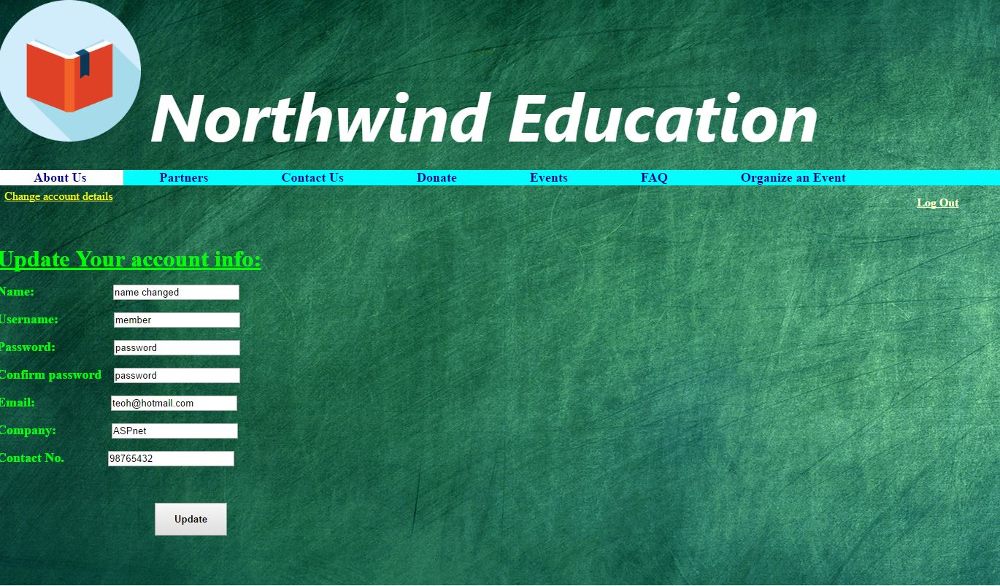 Northwind Education
About Us Partners Contact Us Donate Events FAQ Organize an Event
Change account details
Log Out
Update Your account info:
Name: name changed
Username: member
Password: password
Confirm password password
Email: teoh@hotmail.com
Company: ASPnet
Contact No. 98765432
Update